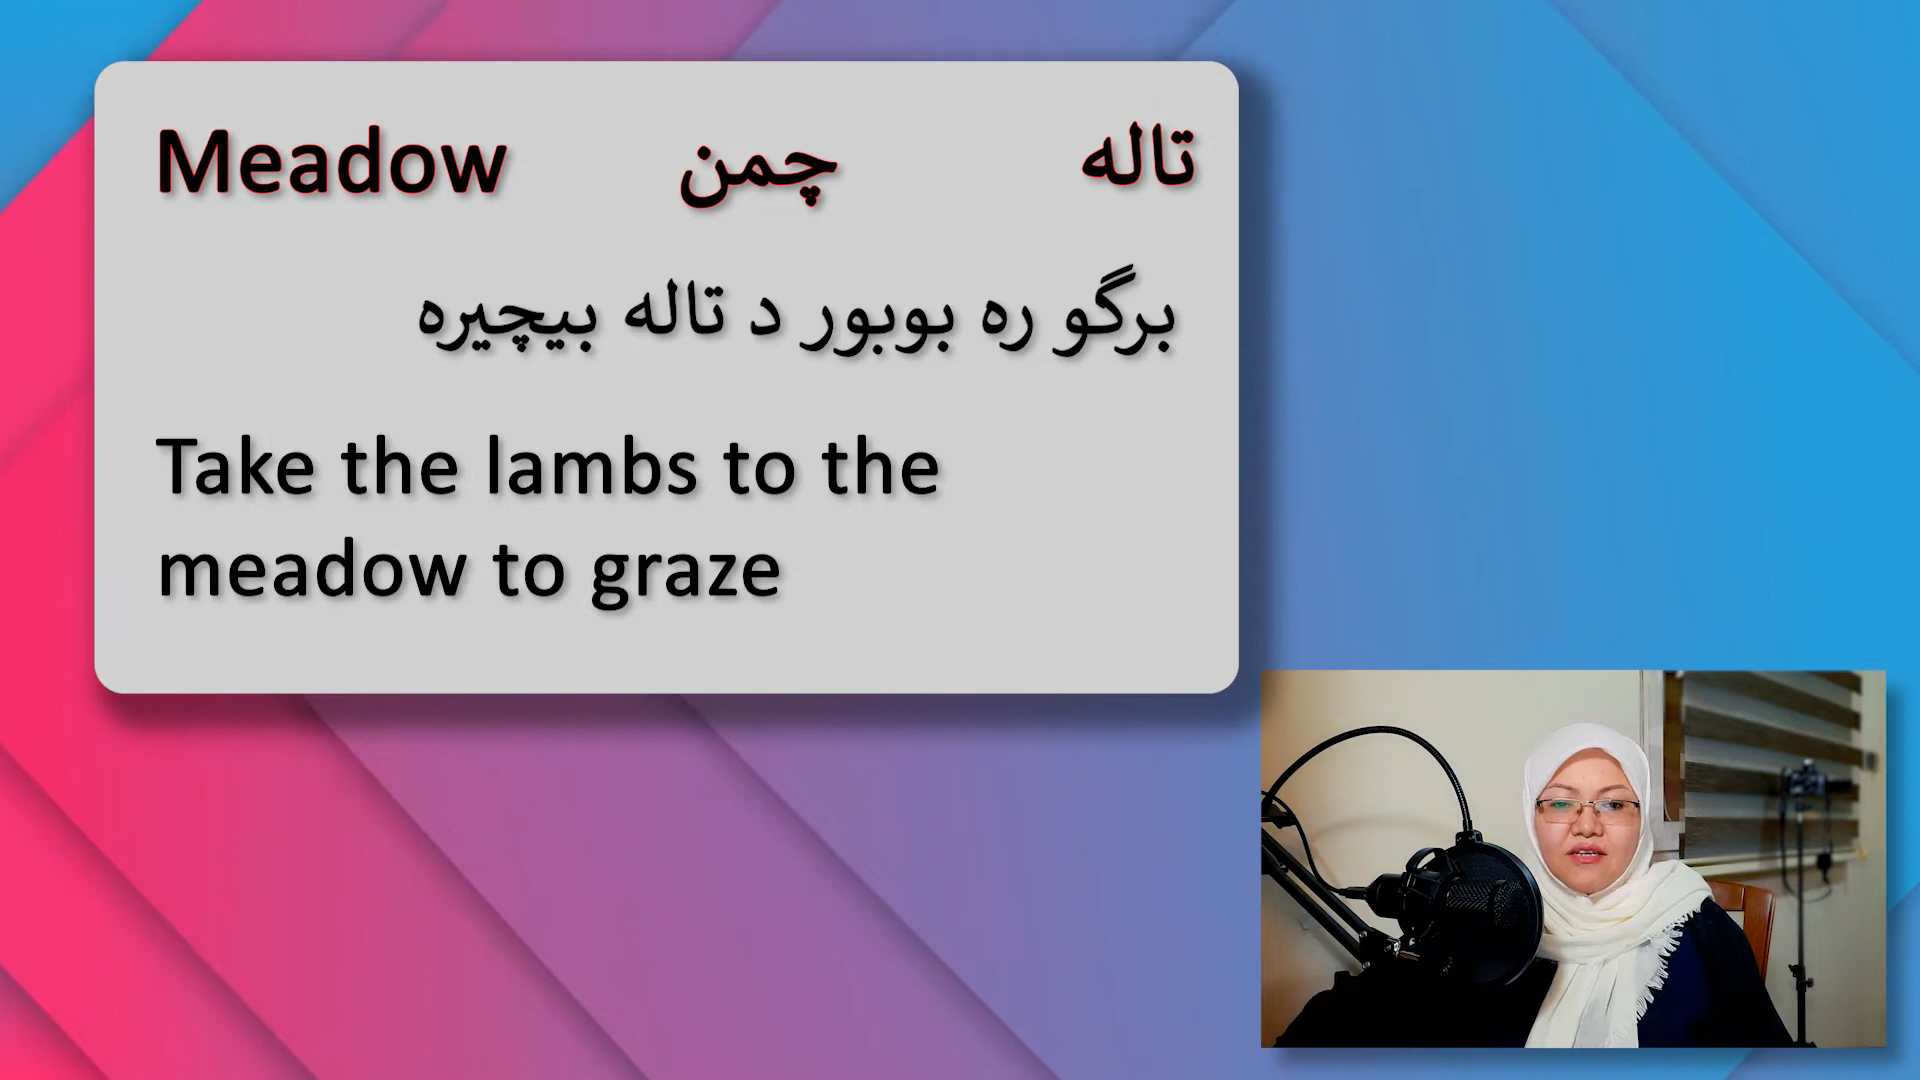 Meadow چمن تاله
برگو ره بوبور د تاله بیچیره
Take the lambs to the
meadow to graze